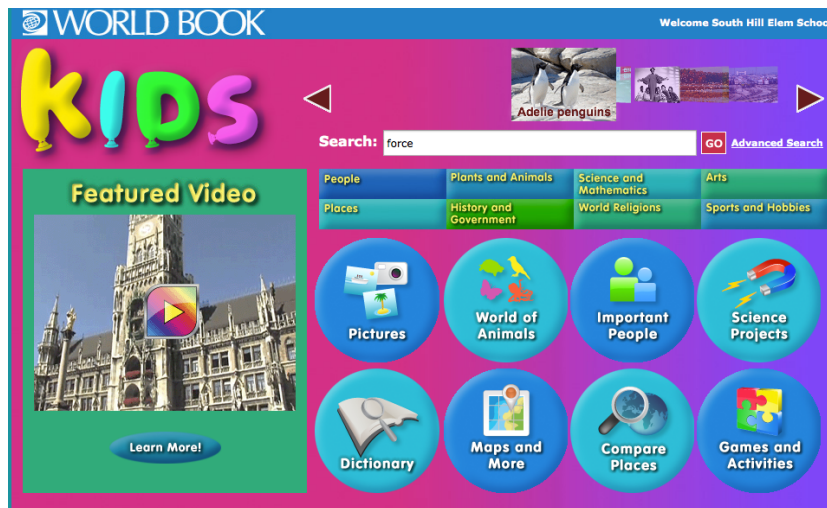 WORLD BOOK
Welcome South Hill Elem Schoo
KIDS
Adelie penguins
Search: force GO Advanced Search
Featured Video
People
Plants and Animals
Science and
Mathematics
Arts
Places
History and
Government
World Religions
Sports and Hobbies
Pictures
World of
Animals
Important
People
Science
Projects
Learn More!
Dictionary
Maps and
More
Compare
Places
Games and
Activities